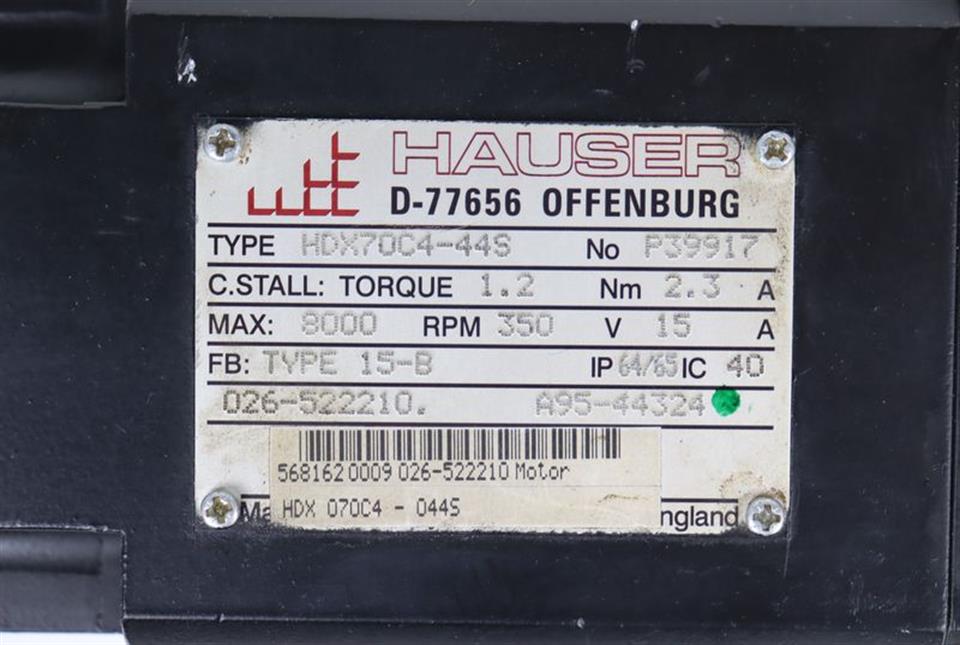 HAUSER
D-77656 OFFENBURG
TYPE HDX70C4-44S No P39917
C.STALL: TORQUE 1.2 Nm 2.3 A
MAX: 8000 RPM 350 V 15 A
FB: TYPE 15-B IP 64/65 IC 40
026-522210. A95-44324
568162 0009 026-522210 Motor
HDX 070C4 - 044S